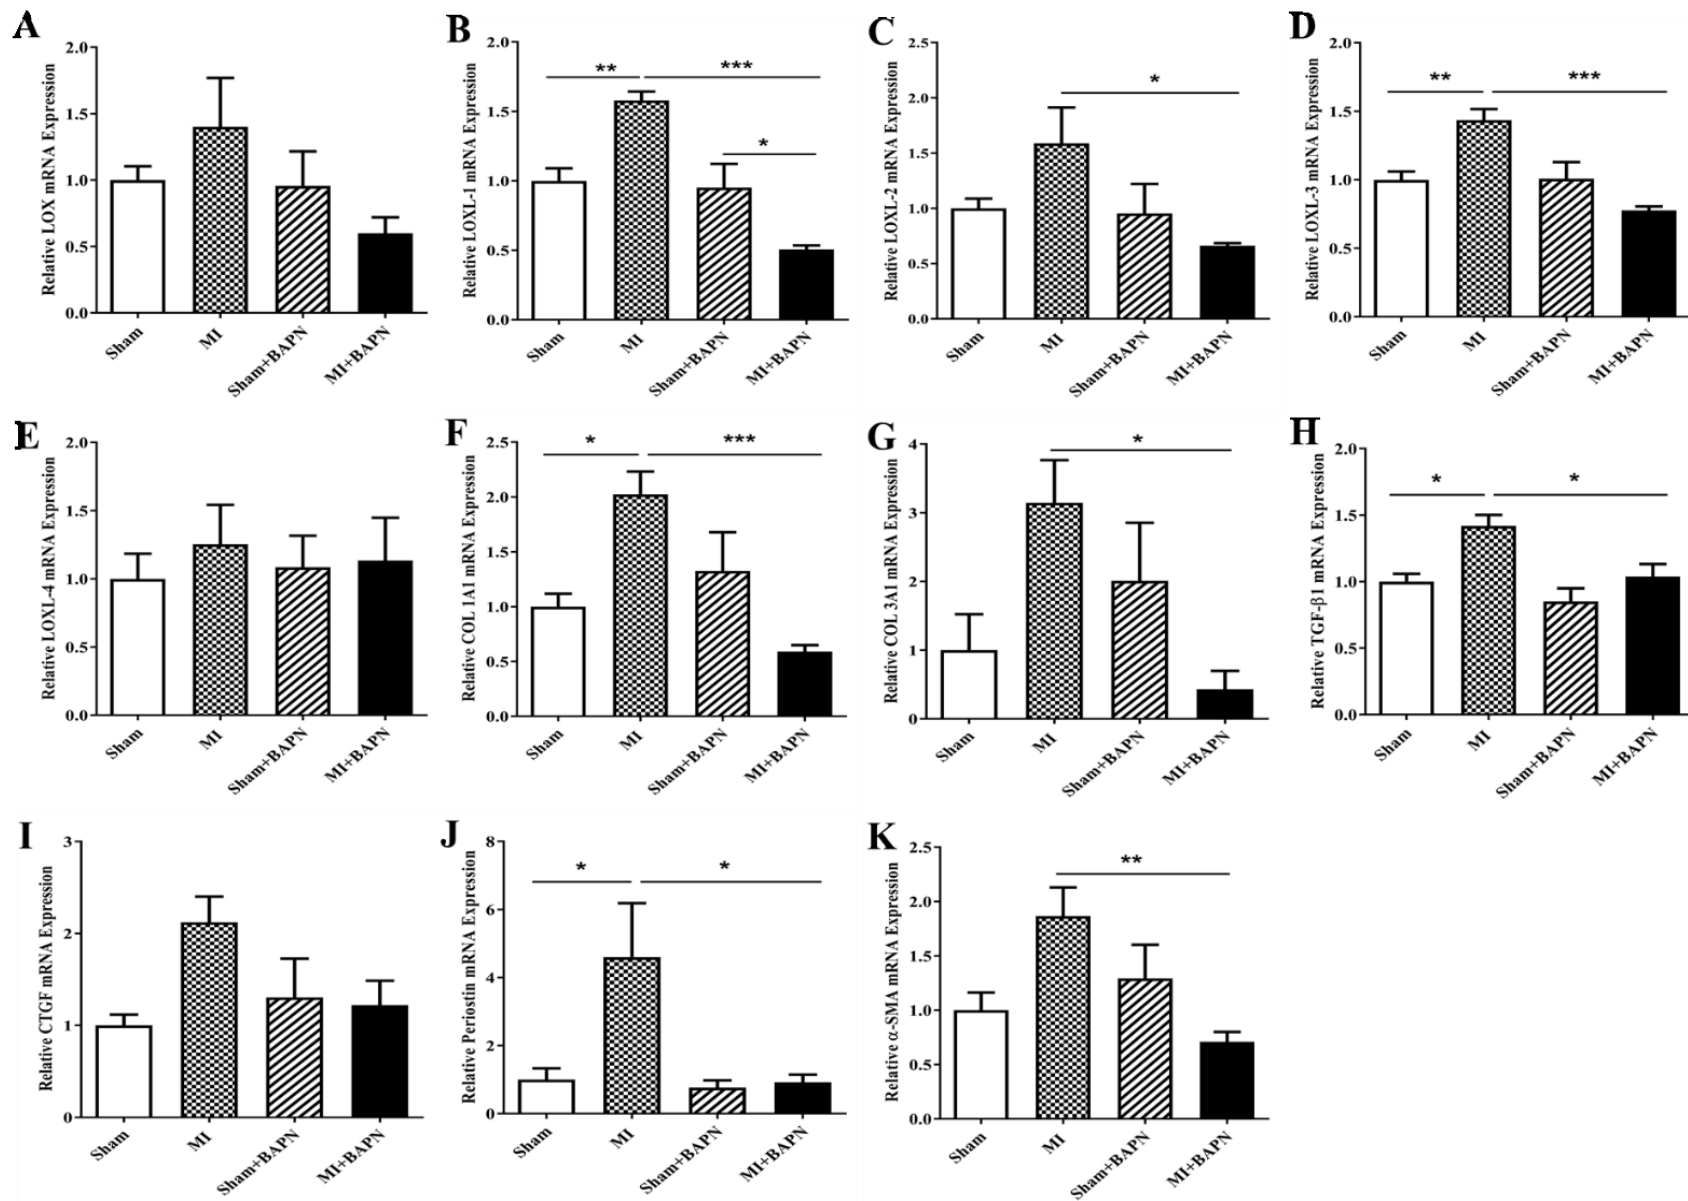 A
Relative LOX mRNA Expression
2.0
1.5
1.0
0.5
0.0
Sham
MI
Sham+BAPN
MI+BAPN
B
Relative LOXL-1 mRNA Expression
2.0
1.5
1.0
0.5
0.0
**
***
*
Sham
MI
Sham+BAPN
MI+BAPN
C
Relative LOXL-2 mRNA Expression
2.5
2.0
1.5
1.0
0.5
0.0
*
Sham
MI
Sham+BAPN
MI+BAPN
D
Relative LOXL-3 mRNA Expression
2.0
1.5
1.0
0.5
0.0
**
***
Sham
MI
Sham+BAPN
MI+BAPN
E
Relative LOXL-4 mRNA Expression
2.0
1.5
1.0
0.5
0.0
Sham
MI
Sham+BAPN
MI+BAPN
F
Relative COL 1A1 mRNA Expression
2.5
2.0
1.5
1.0
0.5
0.0
*
***
Sham
MI
Sham+BAPN
MI+BAPN
G
Relative COL 3A1 mRNA Expression
4
3
2
1
0
*
Sham
MI
Sham+BAPN
MI+BAPN
H
Relative TGF-β1 mRNA Expression
2.0
1.5
1.0
0.5
0.0
*
*
Sham
MI
Sham+BAPN
MI+BAPN
I
Relative CTGF mRNA Expression
3
2
1
0
Sham
MI
Sham+BAPN
MI+BAPN
J
Relative Periostin mRNA Expression
8
6
4
2
0
*
*
Sham
MI
Sham+BAPN
MI+BAPN
K
Relative α-SMA mRNA Expression
2.5
2.0
1.5
1.0
0.5
0.0
**
Sham
MI
Sham+BAPN
MI+BAPN